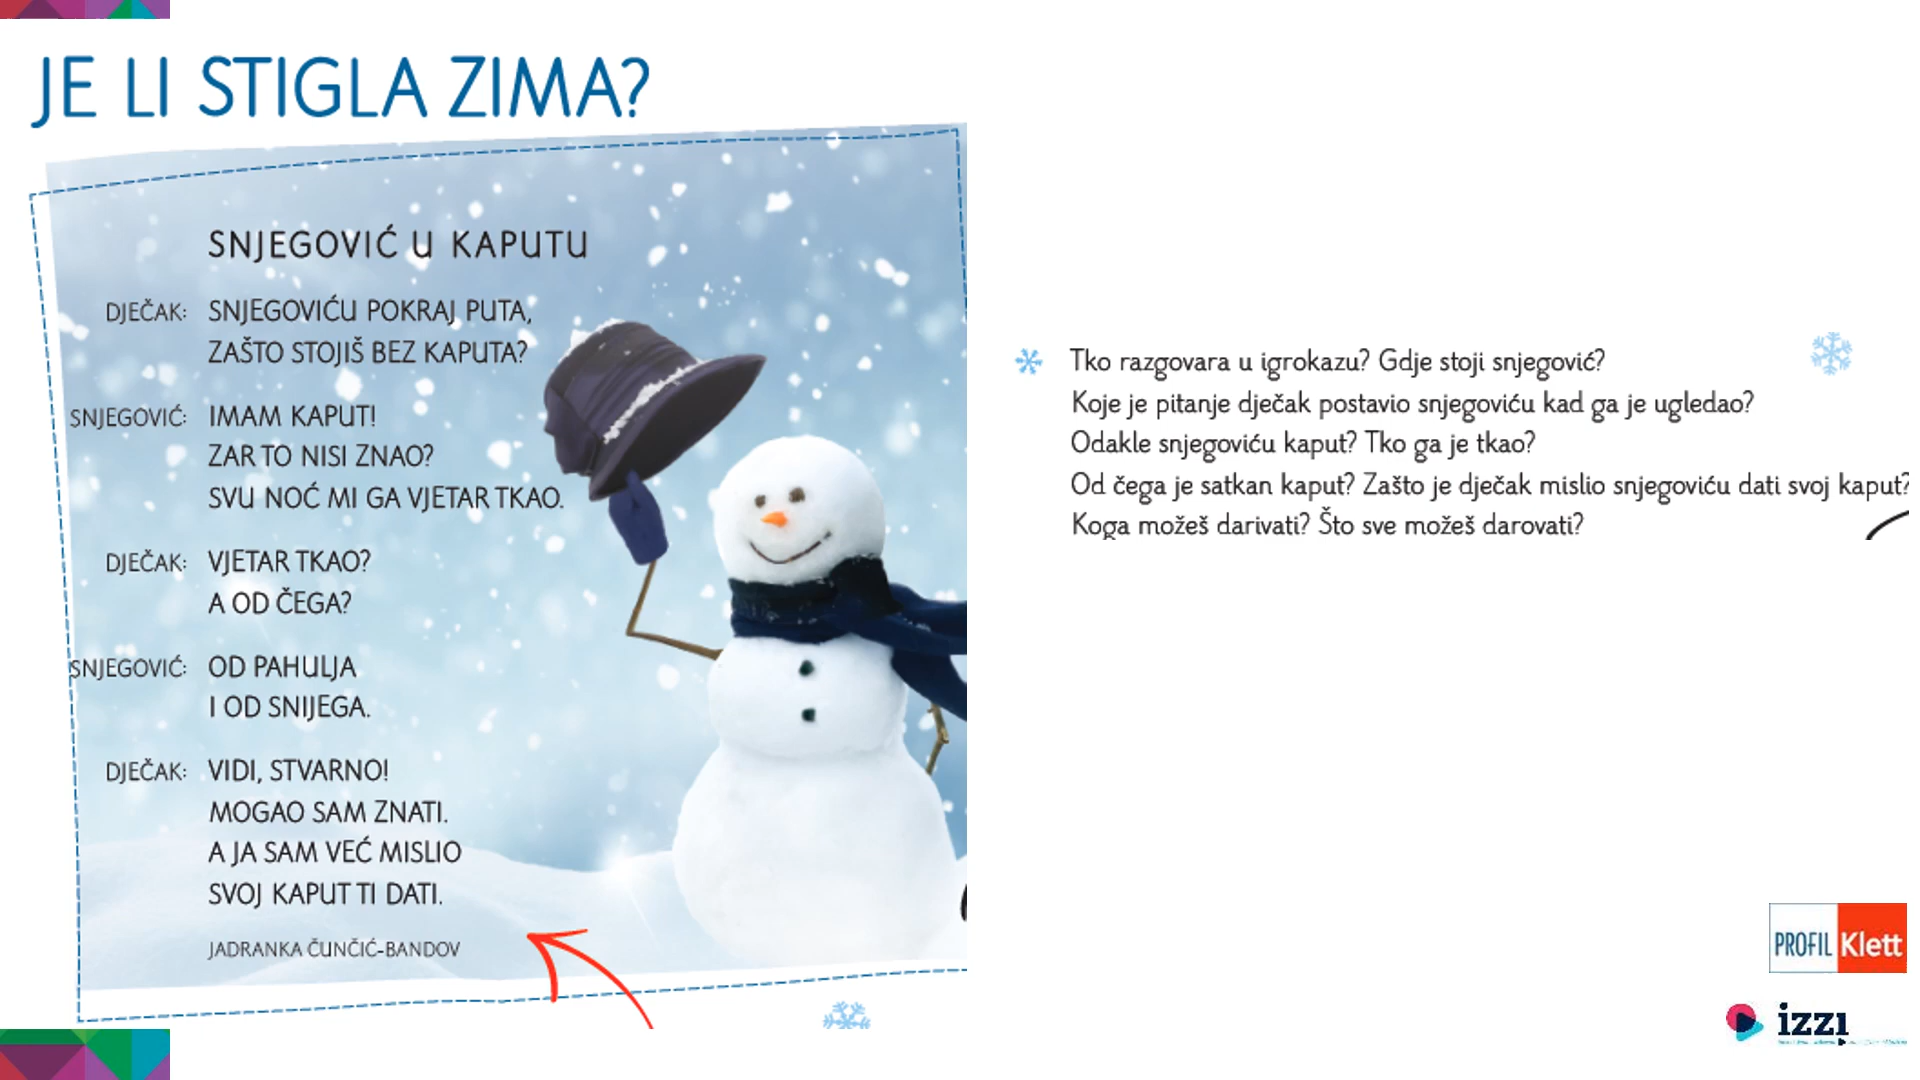 JE LI STIGLA ZIMA?
SNJEGOVIĆ U KAPUTU
DJEČAK: SNJEGOVIĆU POKRAJ PUTA,
ZAŠTO STOJIŠ BEZ KAPUTA?
SNJEGOVIĆ: IMAM KAPUT!
ZAR TO NISI ZNAO?
SVU NOĆ MI GA VJETAR TKAO.
DJEČAK: VJETAR TKAO?
A OD ČEGA?
SNJEGOVIĆ: OD PAHULJA
I OD SNIJEGA.
DJEČAK: VIDI, STVARNO!
MOGAO SAM ZNATI.
A JA SAM VEĆ MISLIO
SVOJ KAPUT TI DATI.
JADRANKA ČUNČIĆ-BANDOV
Tko razgovara u igrokazu? Gdje stoji snjegović?
Koje je pitanje dječak postavio snjegoviću kad ga je ugledao?
Odakle snjegoviću kaput? Tko ga je tkao?
Od čega je satkan kaput? Zašto je dječak mislio snjegoviću dati svoj kaput?
Koga možeš darivati? Što sve možeš darovati?
PROFIL Klett
izzi